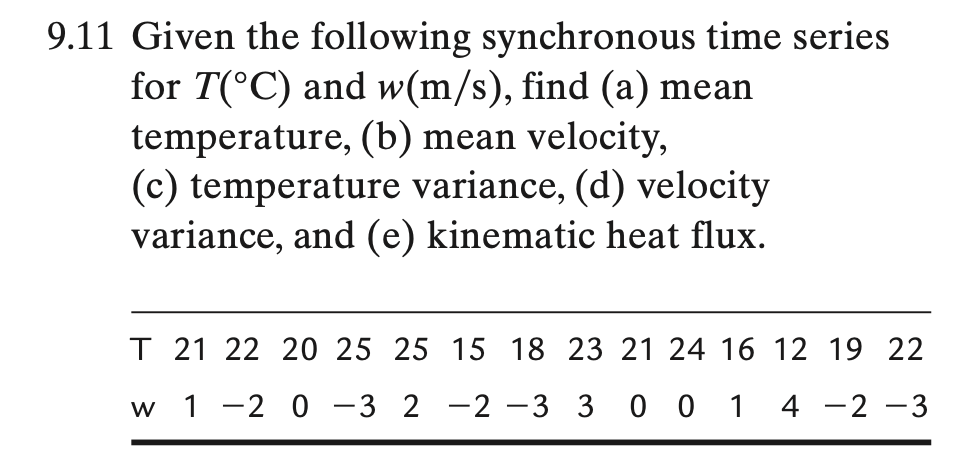 9.11 Given the following synchronous time series
for T(°C) and w(m/s), find (a) mean
temperature, (b) mean velocity,
(c) temperature variance, (d) velocity
variance, and (e) kinematic heat flux.
T 21 22 20 25 25 15 18 23 21 24 16 12 19 22
w 1 −2 0 −3 2 −2 −3 3 0 0 1 4 −2 −3